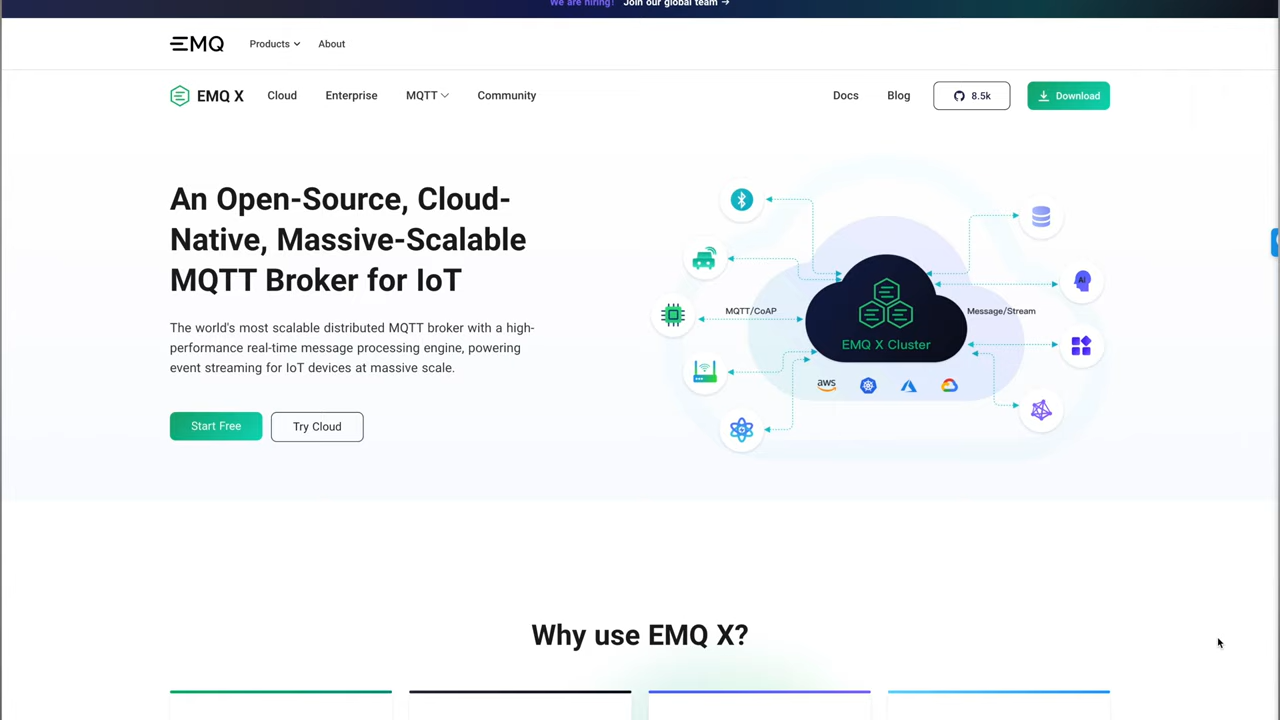 We are hiring! Join our global team →
EMQ
Products
About
EMQ X
Cloud
Enterprise
MQTT
Community
Docs
Blog
8.5k
Download
An Open-Source, Cloud-
Native, Massive-Scalable
MQTT Broker for IoT
The world's most scalable distributed MQTT broker with a high-
performance real-time message processing engine, powering
event streaming for IoT devices at massive scale.
Start Free
Try Cloud
AI
MQTT/CoAP
Message/Stream
EMQ X Cluster
aws
Why use EMQ X?